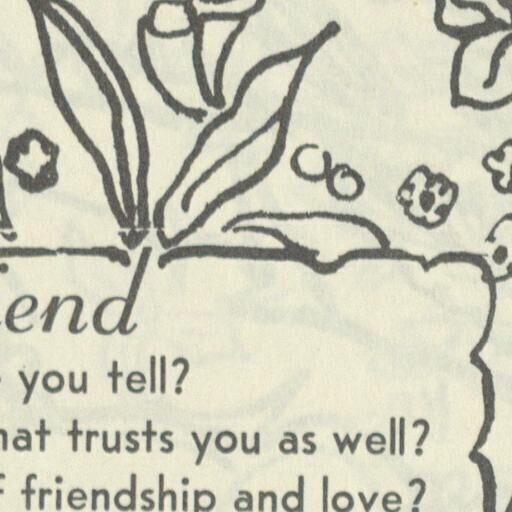 end
you tell?
hat trusts you as well?
f friendship and love?